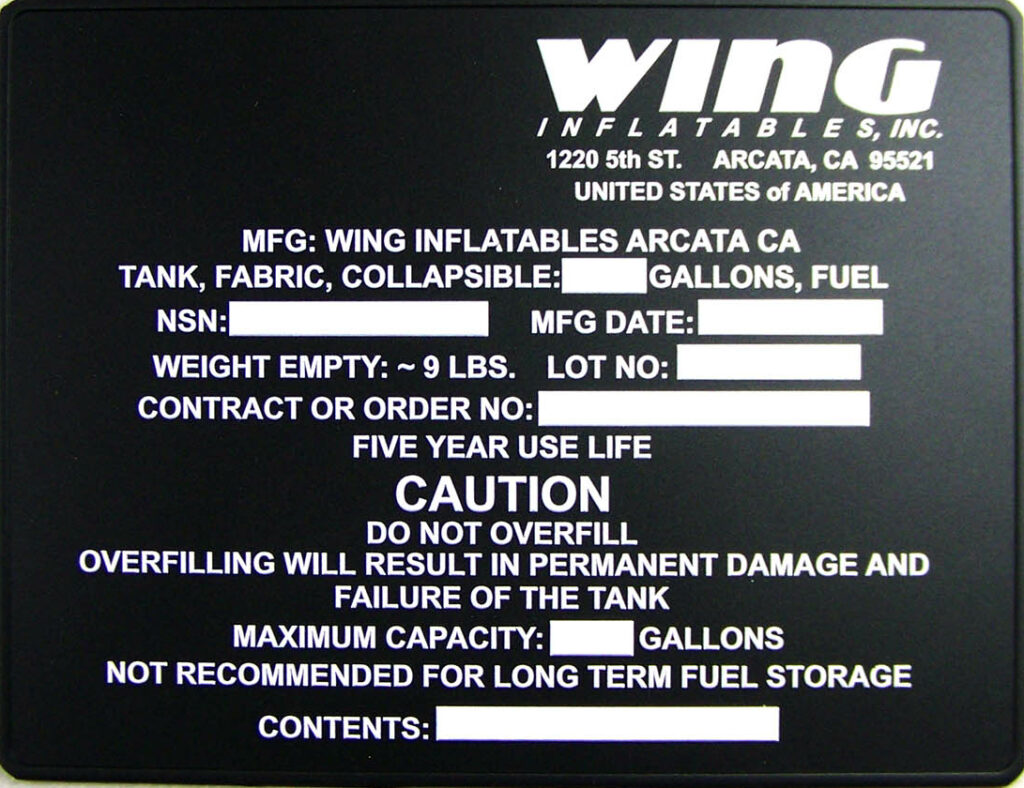 WING
INFLATABLES, INC.
1220 5th ST. ARCATA, CA 95521
UNITED STATES of AMERICA
MFG: WING INFLATABLES ARCATA CA
TANK, FABRIC, COLLAPSIBLE: GALLONS, FUEL
NSN: MFG DATE:
WEIGHT EMPTY: ~ 9 LBS. LOT NO:
CONTRACT OR ORDER NO:
FIVE YEAR USE LIFE
CAUTION
DO NOT OVERFILL
OVERFILLING WILL RESULT IN PERMANENT DAMAGE AND
FAILURE OF THE TANK
MAXIMUM CAPACITY: GALLONS
NOT RECOMMENDED FOR LONG TERM FUEL STORAGE
CONTENTS: